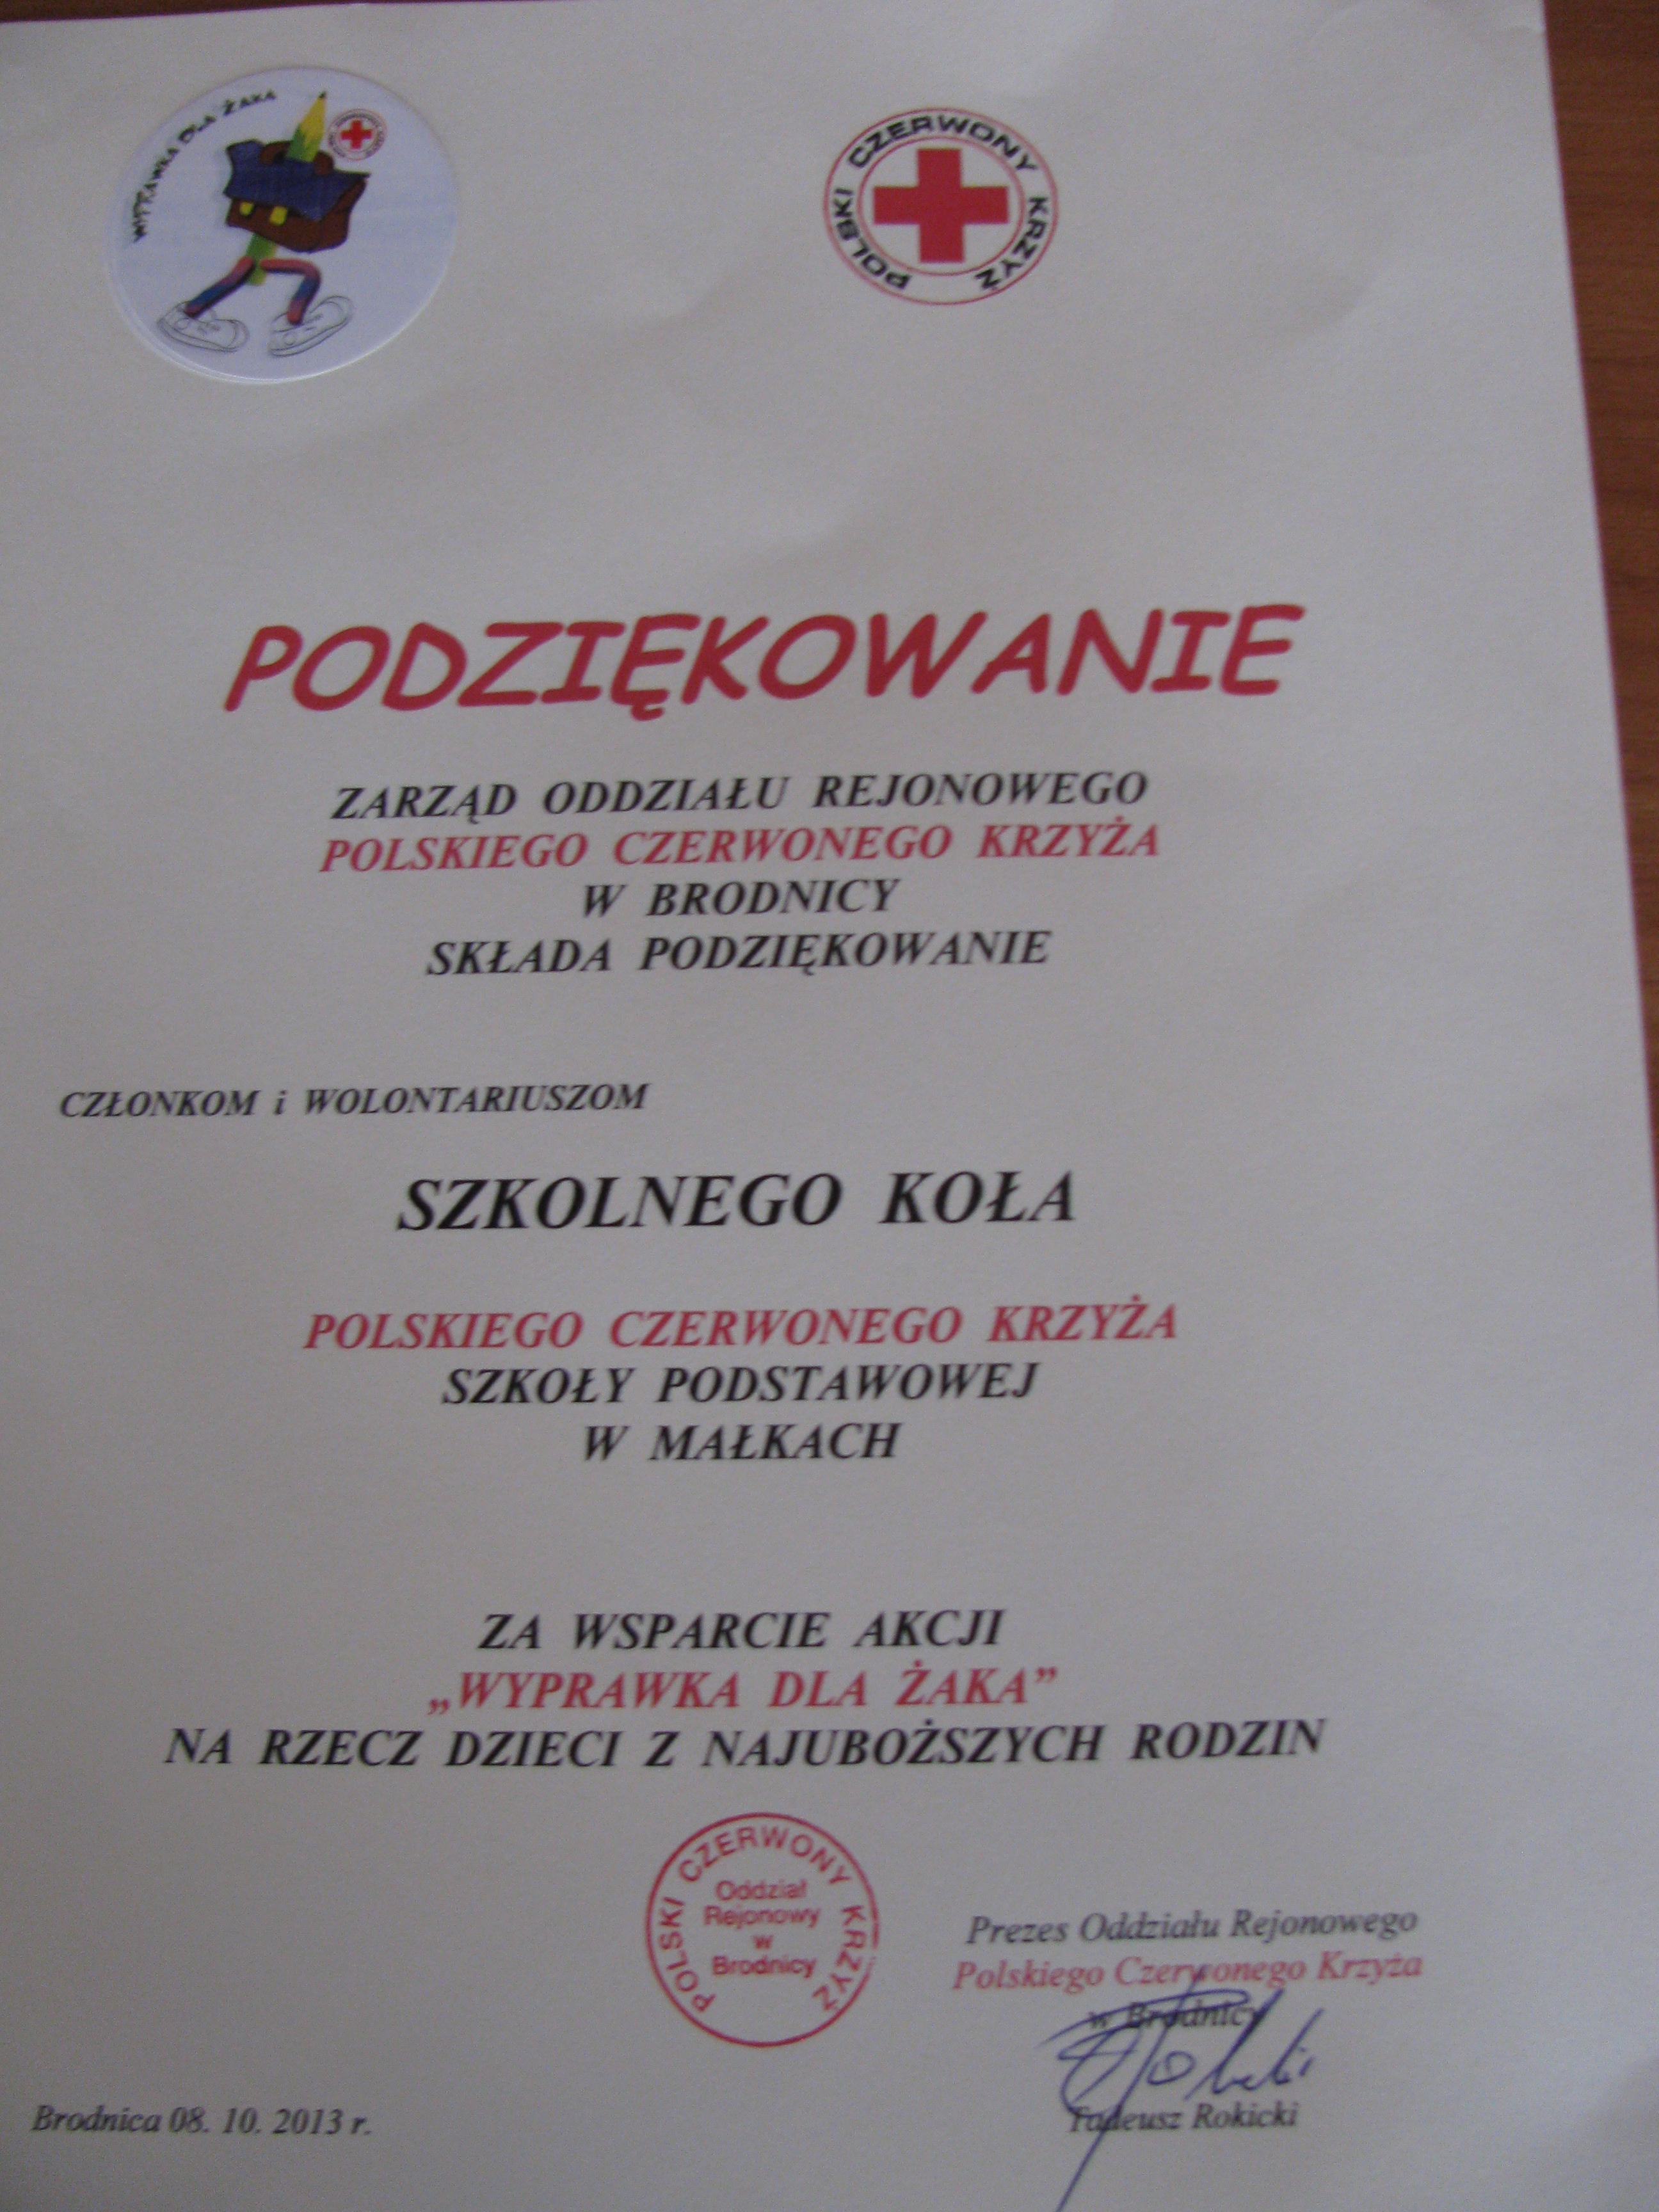 WYPRAWKA DLA ŻAKA
POLSKI CZERWONY KRZYŻ
PODZIĘKOWANIE
ZARZĄD ODDZIAŁU REJONOWEGO
POLSKIEGO CZERWONEGO KRZYŻA
W BRODNICY
SKŁADA PODZIĘKOWANIE
CZŁONKOM i WOLONTARIUSZOM
SZKOLNEGO KOŁA
POLSKIEGO CZERWONEGO KRZYŻA
SZKOŁY PODSTAWOWEJ
W MAŁKACH
ZA WSPARCIE AKCJI
„WYPRAWKA DLA ŻAKA”
NA RZECZ DZIECI Z NAJUBOŻSZYCH RODZIN
POLSKI CZERWONY KRZYŻ
Oddział
Rejonowy
w
Brodnicy
Prezes Oddziału Rejonowego
Polskiego Czerwonego Krzyża
w Brodnicy
Tadeusz Rokicki
Brodnica 08. 10. 2013 r.